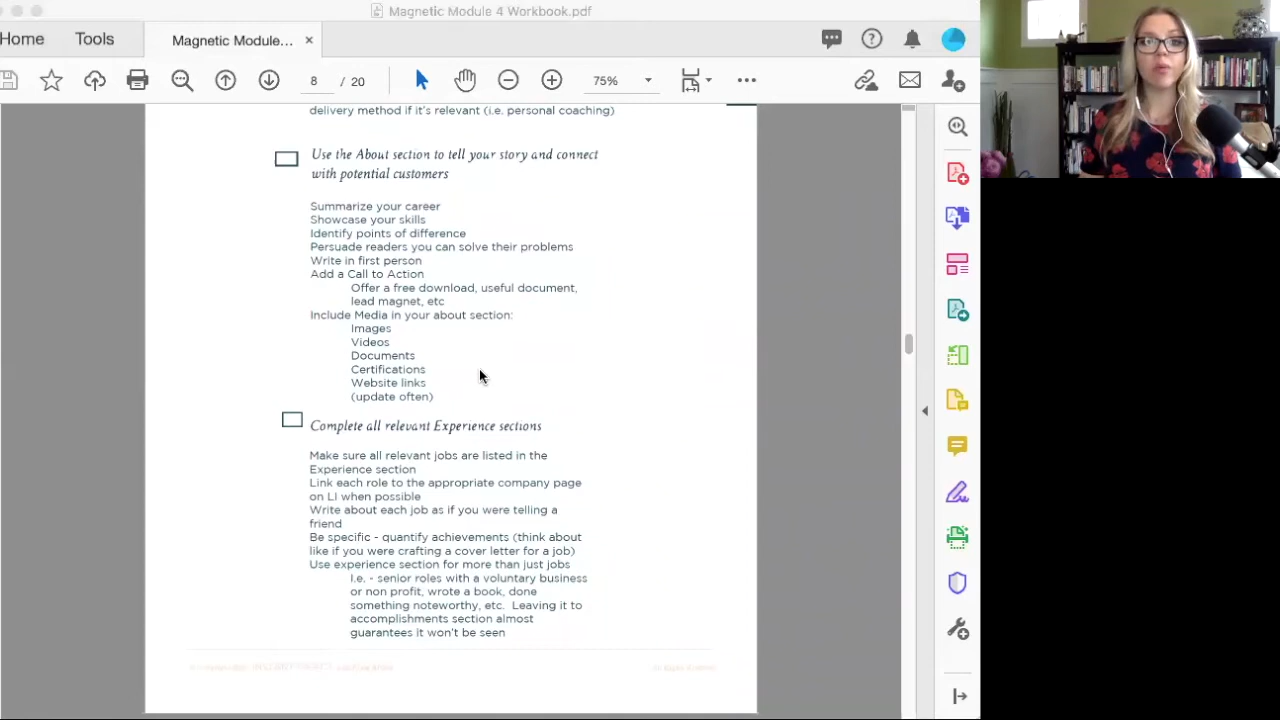 Magnetic Module 4 Workbook.pdf
Home
Tools
Magnetic Module...
8 / 20
75%
delivery method if it's relevant (i.e. personal coaching)
Use the About section to tell your story and connect
with potential customers
Summarize your career
Showcase your skills
Identify points of difference
Persuade readers you can solve their problems
Write in first person
Add a Call to Action
Offer a free download, useful document,
lead magnet, etc
Include Media in your about section:
Images
Videos
Documents
Certifications
Website links
(update often)
Complete all relevant Experience sections
Make sure all relevant jobs are listed in the
Experience section
Link each role to the appropriate company page
on LI when possible
Write about each job as if you were telling a
friend
Be specific - quantify achievements (think about
like if you were crafting a cover letter for a job)
Use experience section for more than just jobs
I.e. - senior roles with a voluntary business
or non profit, wrote a book, done
something noteworthy, etc. Leaving it to
accomplishments section almost
guarantees it won't be seen
All Rights Reserved